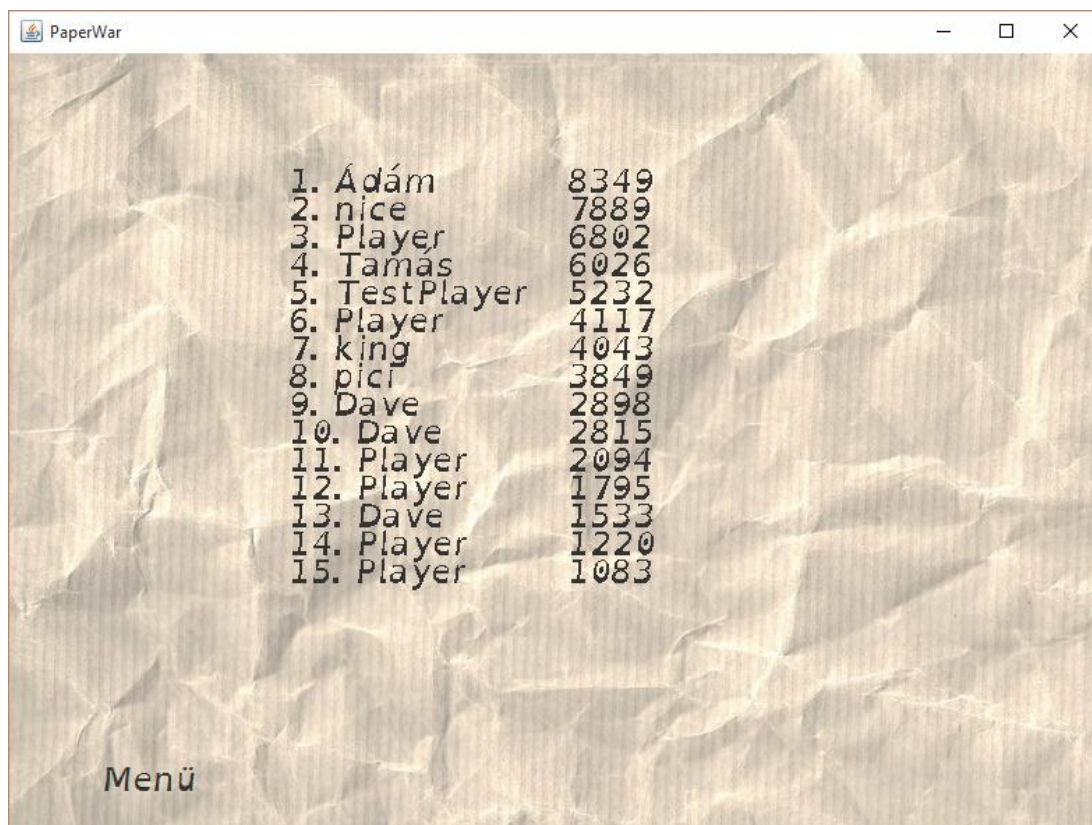 PaperWar
1. Ádám 8349
2. nice 7889
3. Player 6802
4. Tamás 6026
5. TestPlayer 5232
6. Player 4117
7. king 4043
8. pici 3849
9. Dave 2898
10. Dave 2815
11. Player 2094
12. Player 1795
13. Dave 1533
14. Player 1220
15. Player 1083
Menü